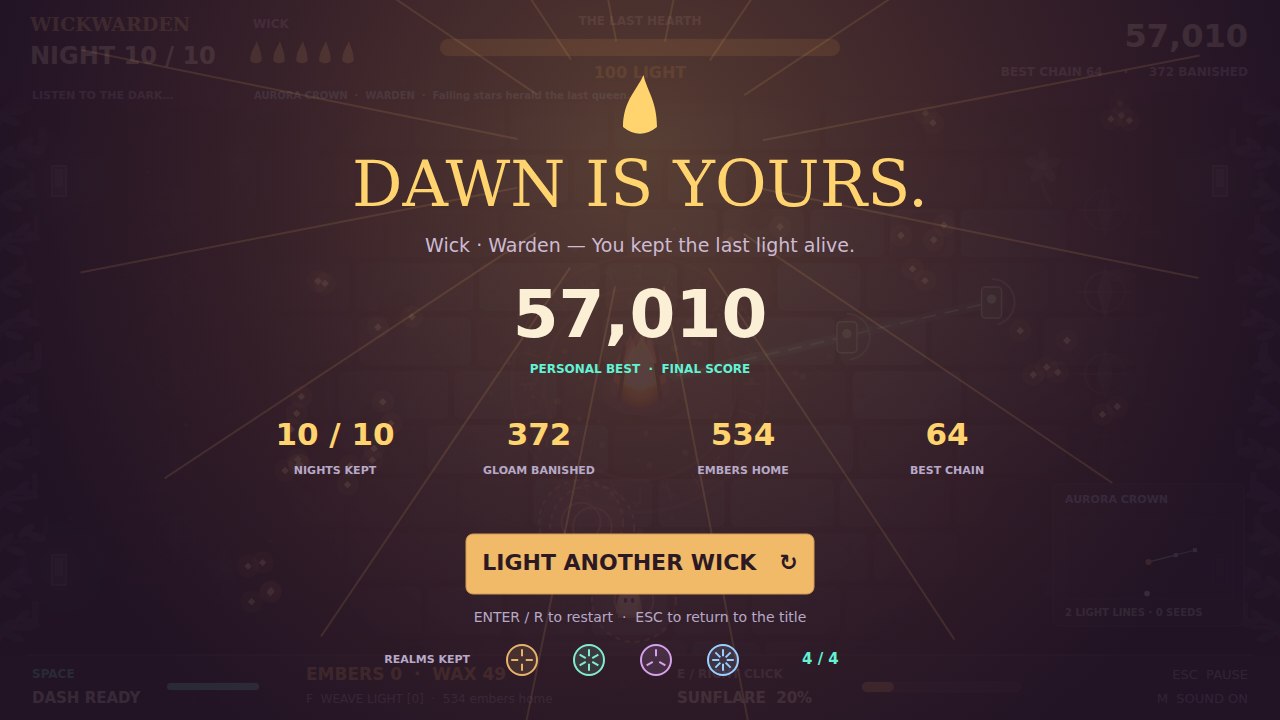 WICKWARDEN
WICK
THE LAST HEARTH
57,010
NIGHT 10 / 10
100 LIGHT
BEST CHAIN 64 · 372 BANISHED
LISTEN TO THE DARK...
AURORA CROWN · WARDEN · Falling stars herald the last queen
DAWN IS YOURS.
Wick · Warden — You kept the last light alive.
57,010
PERSONAL BEST · FINAL SCORE
10 / 10
NIGHTS KEPT
372
GLOAM BANISHED
534
EMBERS HOME
64
BEST CHAIN
AURORA CROWN
LIGHT ANOTHER WICK ↻
2 LIGHT LINES · 0 SEEDS
ENTER / R to restart · ESC to return to the title
REALMS KEPT
4 / 4
SPACE
DASH READY
EMBERS 0 · WAX 49
F WEAVE LIGHT [0] · 534 embers home
E / RIGHT CLICK
SUNFLARE 20%
ESC PAUSE
M SOUND ON